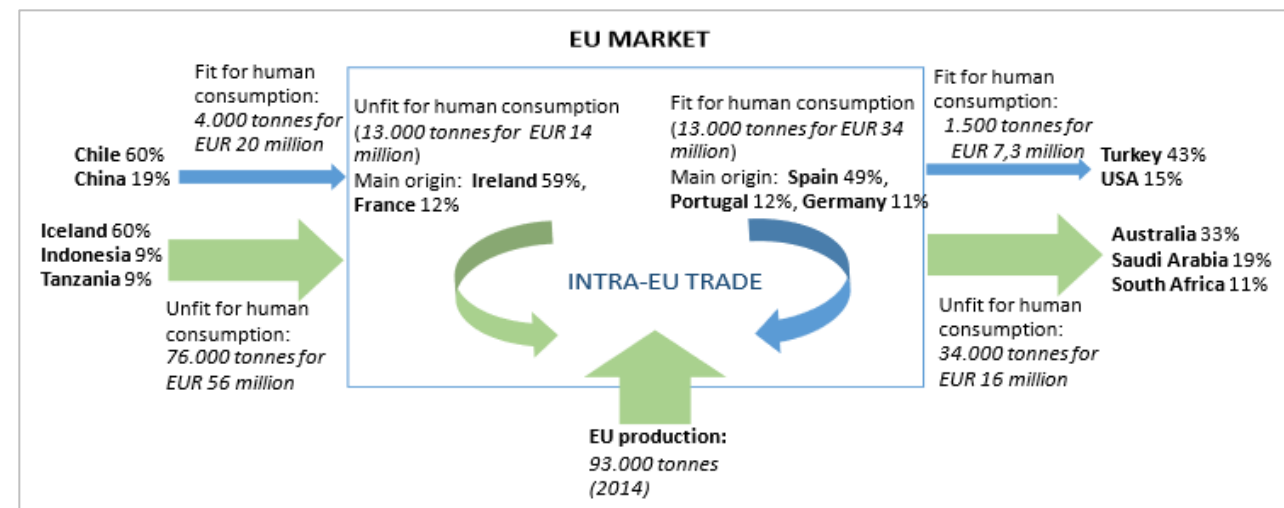 EU MARKET
Fit for human
consumption:
4.000 tonnes for
EUR 20 million
Chile 60%
China 19%
Iceland 60%
Indonesia 9%
Tanzania 9%
Unfit for human
consumption:
76.000 tonnes for
EUR 56 million
Unfit for human consumption
(13.000 tonnes for EUR 14
million)
Main origin: Ireland 59%,
France 12%
Fit for human consumption
(13.000 tonnes for EUR 34
million)
Main origin: Spain 49%,
Portugal 12%, Germany 11%
INTRA-EU TRADE
EU production:
93.000 tonnes
(2014)
Fit for human
consumption:
1.500 tonnes for
EUR 7,3 million
Turkey 43%
USA 15%
Australia 33%
Saudi Arabia 19%
South Africa 11%
Unfit for human
consumption:
34.000 tonnes for
EUR 16 million